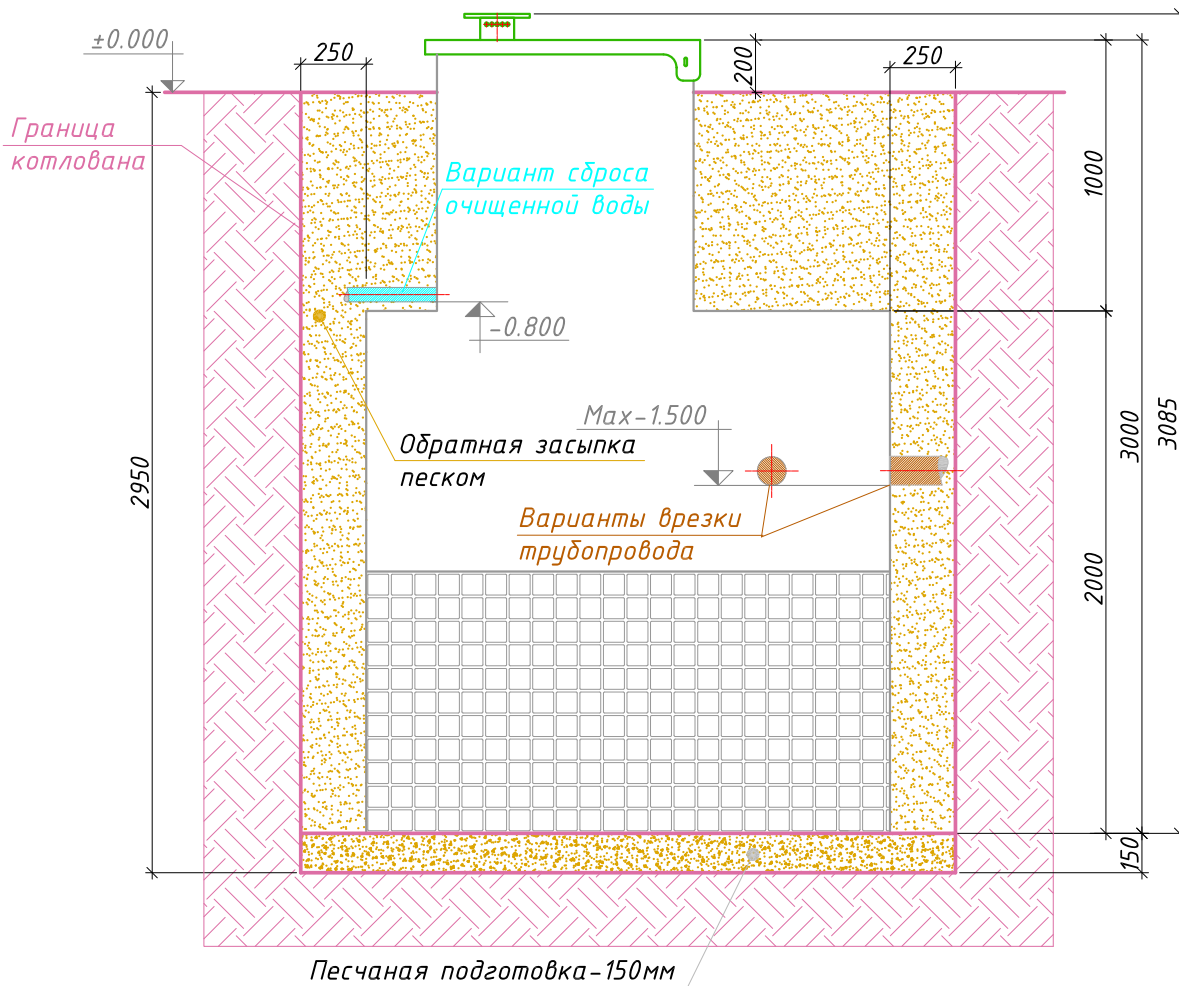 ±0.000
250
200
250
Граница
котлована
Вариант сброса
очищенной воды
1000
-0.800
Max-1.500
Обратная засыпка
песком
3000
3085
2950
Варианты врезки
трубопровода
2000
150
Песчаная подготовка-150мм